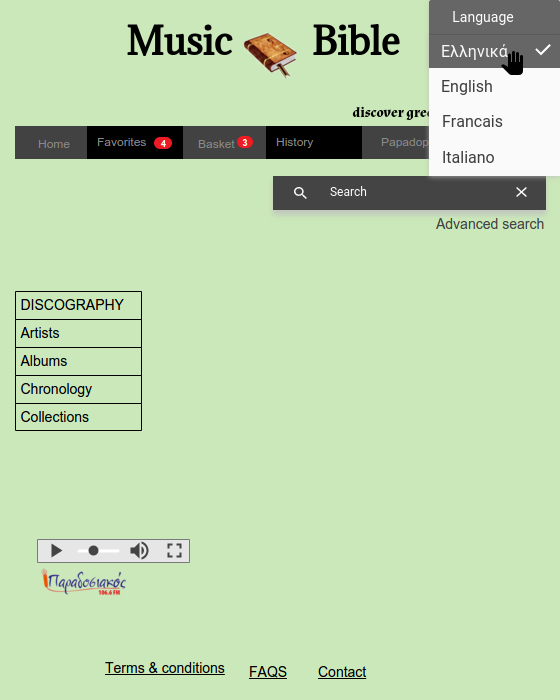 Music Bible
Language
Ελληνικά
English
Francais
Italiano
discover gree
Home
Favorites 4
Basket 3
History
Papadop
Search
Advanced search
DISCOGRAPHY
Artists
Albums
Chronology
Collections
Παραδοσιακός
106.6 FM
Terms & conditions
FAQS
Contact